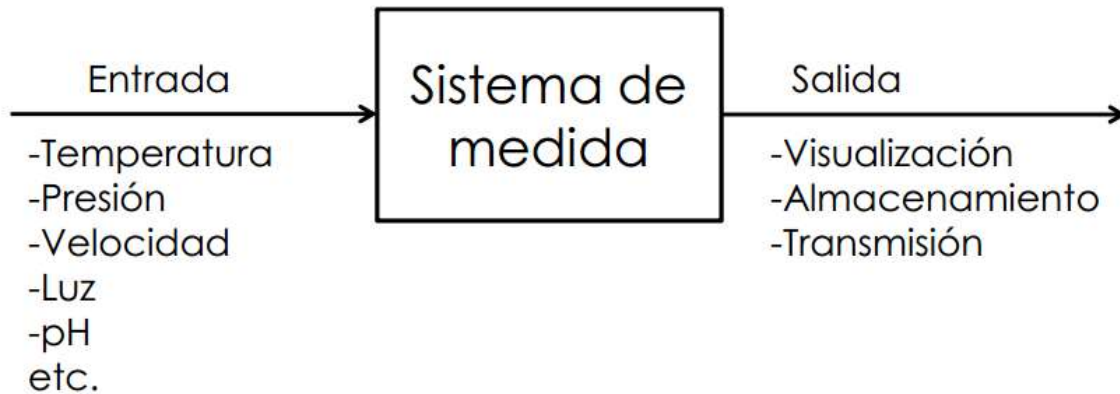 Entrada
-Temperatura
-Presión
-Velocidad
-Luz
-pH
etc.
Sistema de
medida
Salida
-Visualización
-Almacenamiento
-Transmisión